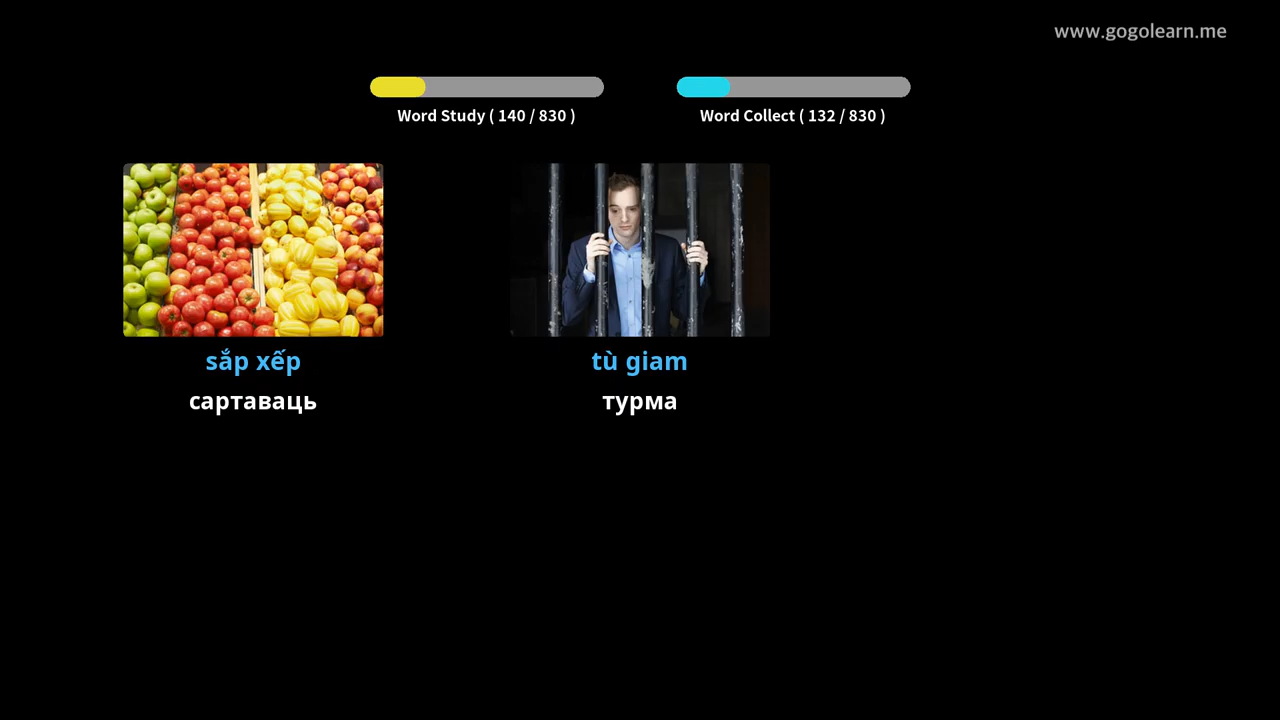 www.gogolearn.me
Word Study ( 140 / 830 )
Word Collect ( 132 / 830 )
sắp xếp
сартаваць
tù giam
турма